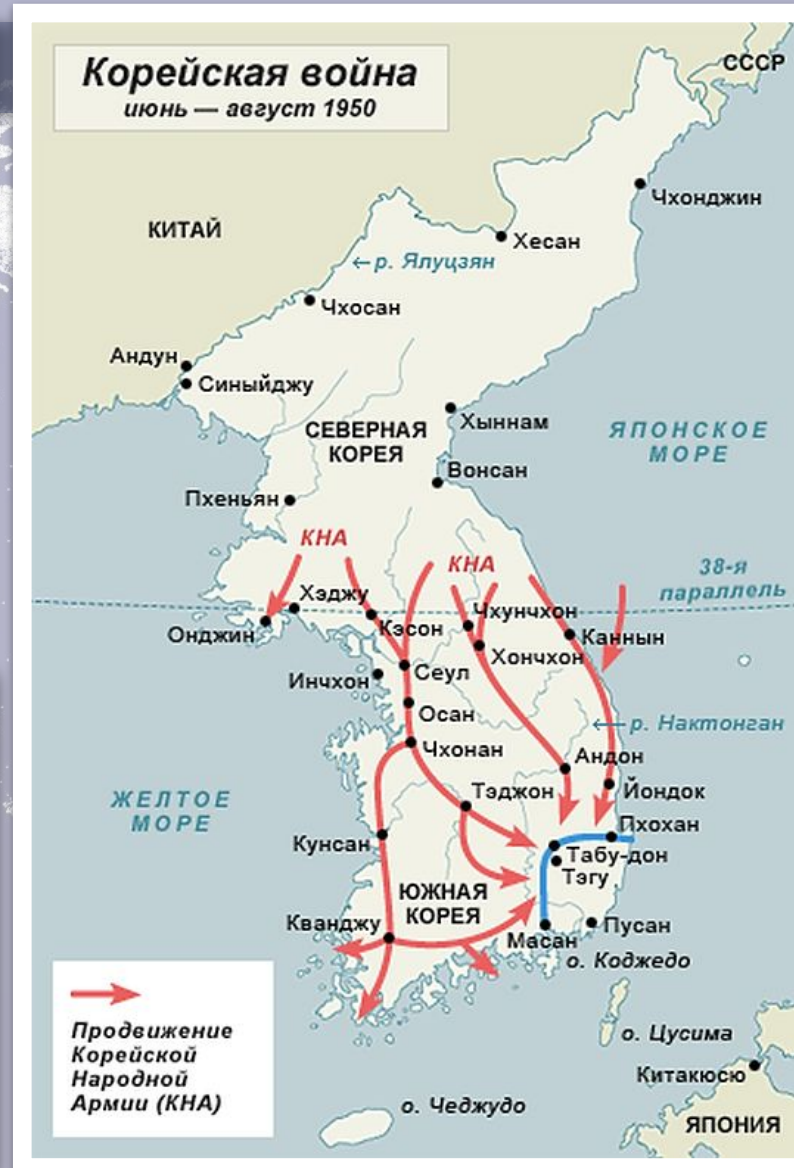 Корейская война
июнь — август 1950
СССР
Чхонджин
КИТАЙ
Хесан
←р. Ялуцзян
Чхосан
Андун
Синыйджу
СЕВЕРНАЯ
КОРЕЯ
Хыннам
ЯПОНСКОЕ
МОРЕ
Вонсан
Пхеньян
КНА
КНА
38-я
параллель
Хэджу
Чхунчхон
Онджин
Кэсон
Каннын
Хончхон
Инчхон
Сеул
Осан
←р. Нактонган
Чхонан
Андон
Тэджон
Йондок
ЖЕЛТОЕ
МОРЕ
Пхохан
Кунсан
Табу-дон
Тэгу
ЮЖНАЯ
КОРЕЯ
Кванджу
Масан
Пусан
о. Коджедо
Продвижение
Корейской
Народной
Армии (КНА)
о. Цусима
Китакюсю
о. Чеджудо
ЯПОНИЯ